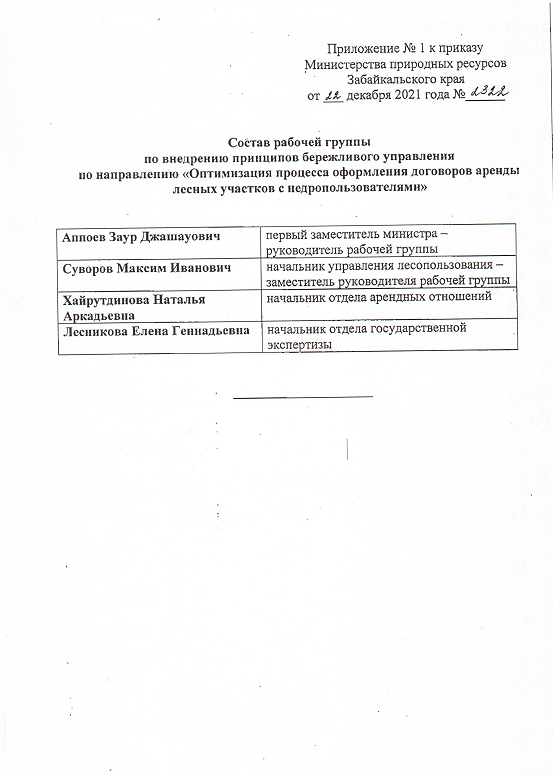 Приложение № 1 к приказу
Министерства природных ресурсов
Забайкальского края
от 22 декабря 2021 года № 2322
Состав рабочей группы
по внедрению принципов бережливого управления
по направлению «Оптимизация процесса оформления договоров аренды
лесных участков с недропользователями»
Аппоев Заур Джашауович
первый заместитель министра –
руководитель рабочей группы
Суворов Максим Иванович
начальник управления лесопользования –
заместитель руководителя рабочей группы
Хайрутдинова Наталья
Аркадьевна
начальник отдела арендных отношений
Лесникова Елена Геннадьевна
начальник отдела государственной
экспертизы